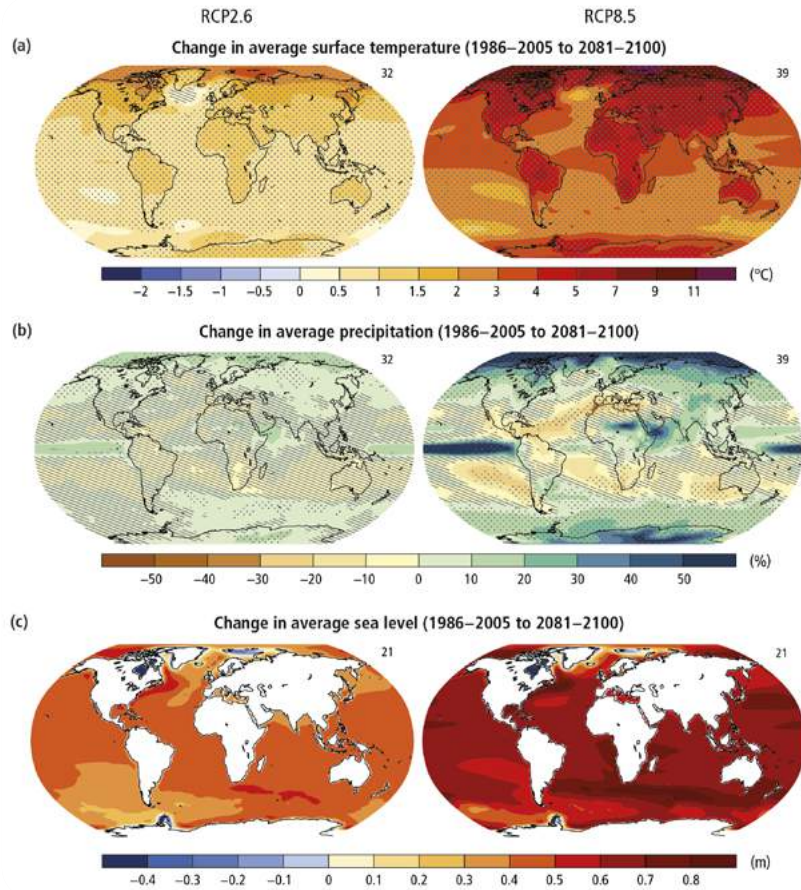 RCP2.6 RCP8.5
(a) Change in average surface temperature (1986–2005 to 2081–2100)
32 39
−2 −1.5 −1 −0.5 0 0.5 1 1.5 2 3 4 5 7 9 11 (°C)
(b) Change in average precipitation (1986–2005 to 2081–2100)
32 39
−50 −40 −30 −20 −10 0 10 20 30 40 50 (%)
(c) Change in average sea level (1986–2005 to 2081–2100)
21 21
−0.4 −0.3 −0.2 −0.1 0 0.1 0.2 0.3 0.4 0.5 0.6 0.7 0.8 (m)